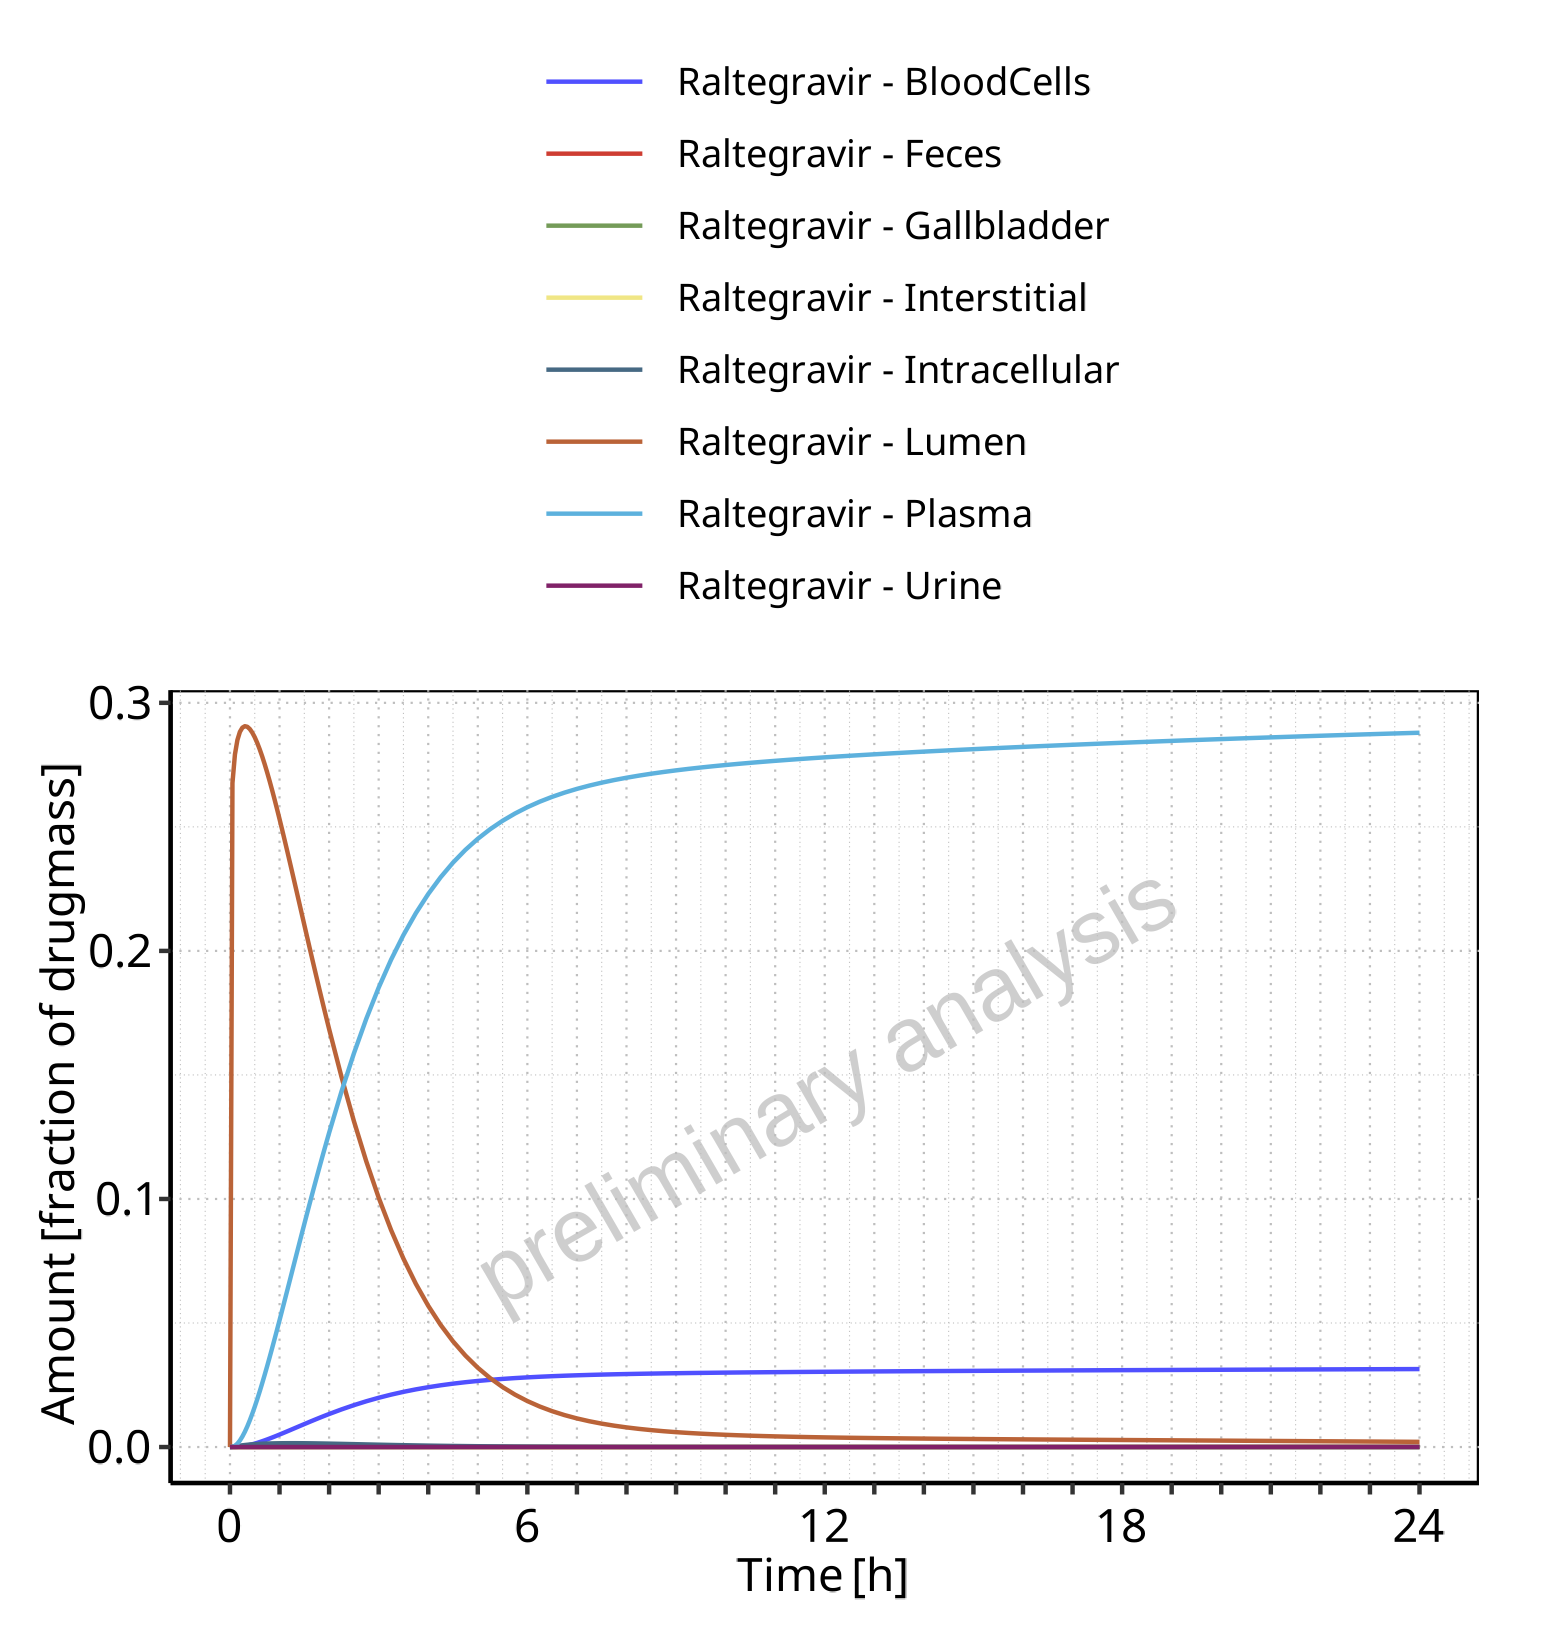 Raltegravir - BloodCells
Raltegravir - Feces
Raltegravir - Gallbladder
Raltegravir - Interstitial
Raltegravir - Intracellular
Raltegravir - Lumen
Raltegravir - Plasma
Raltegravir - Urine
Amount [fraction of drugmass]
0.3
0.2
0.1
0.0
preliminary analysis
0 6 12 18 24
Time [h]